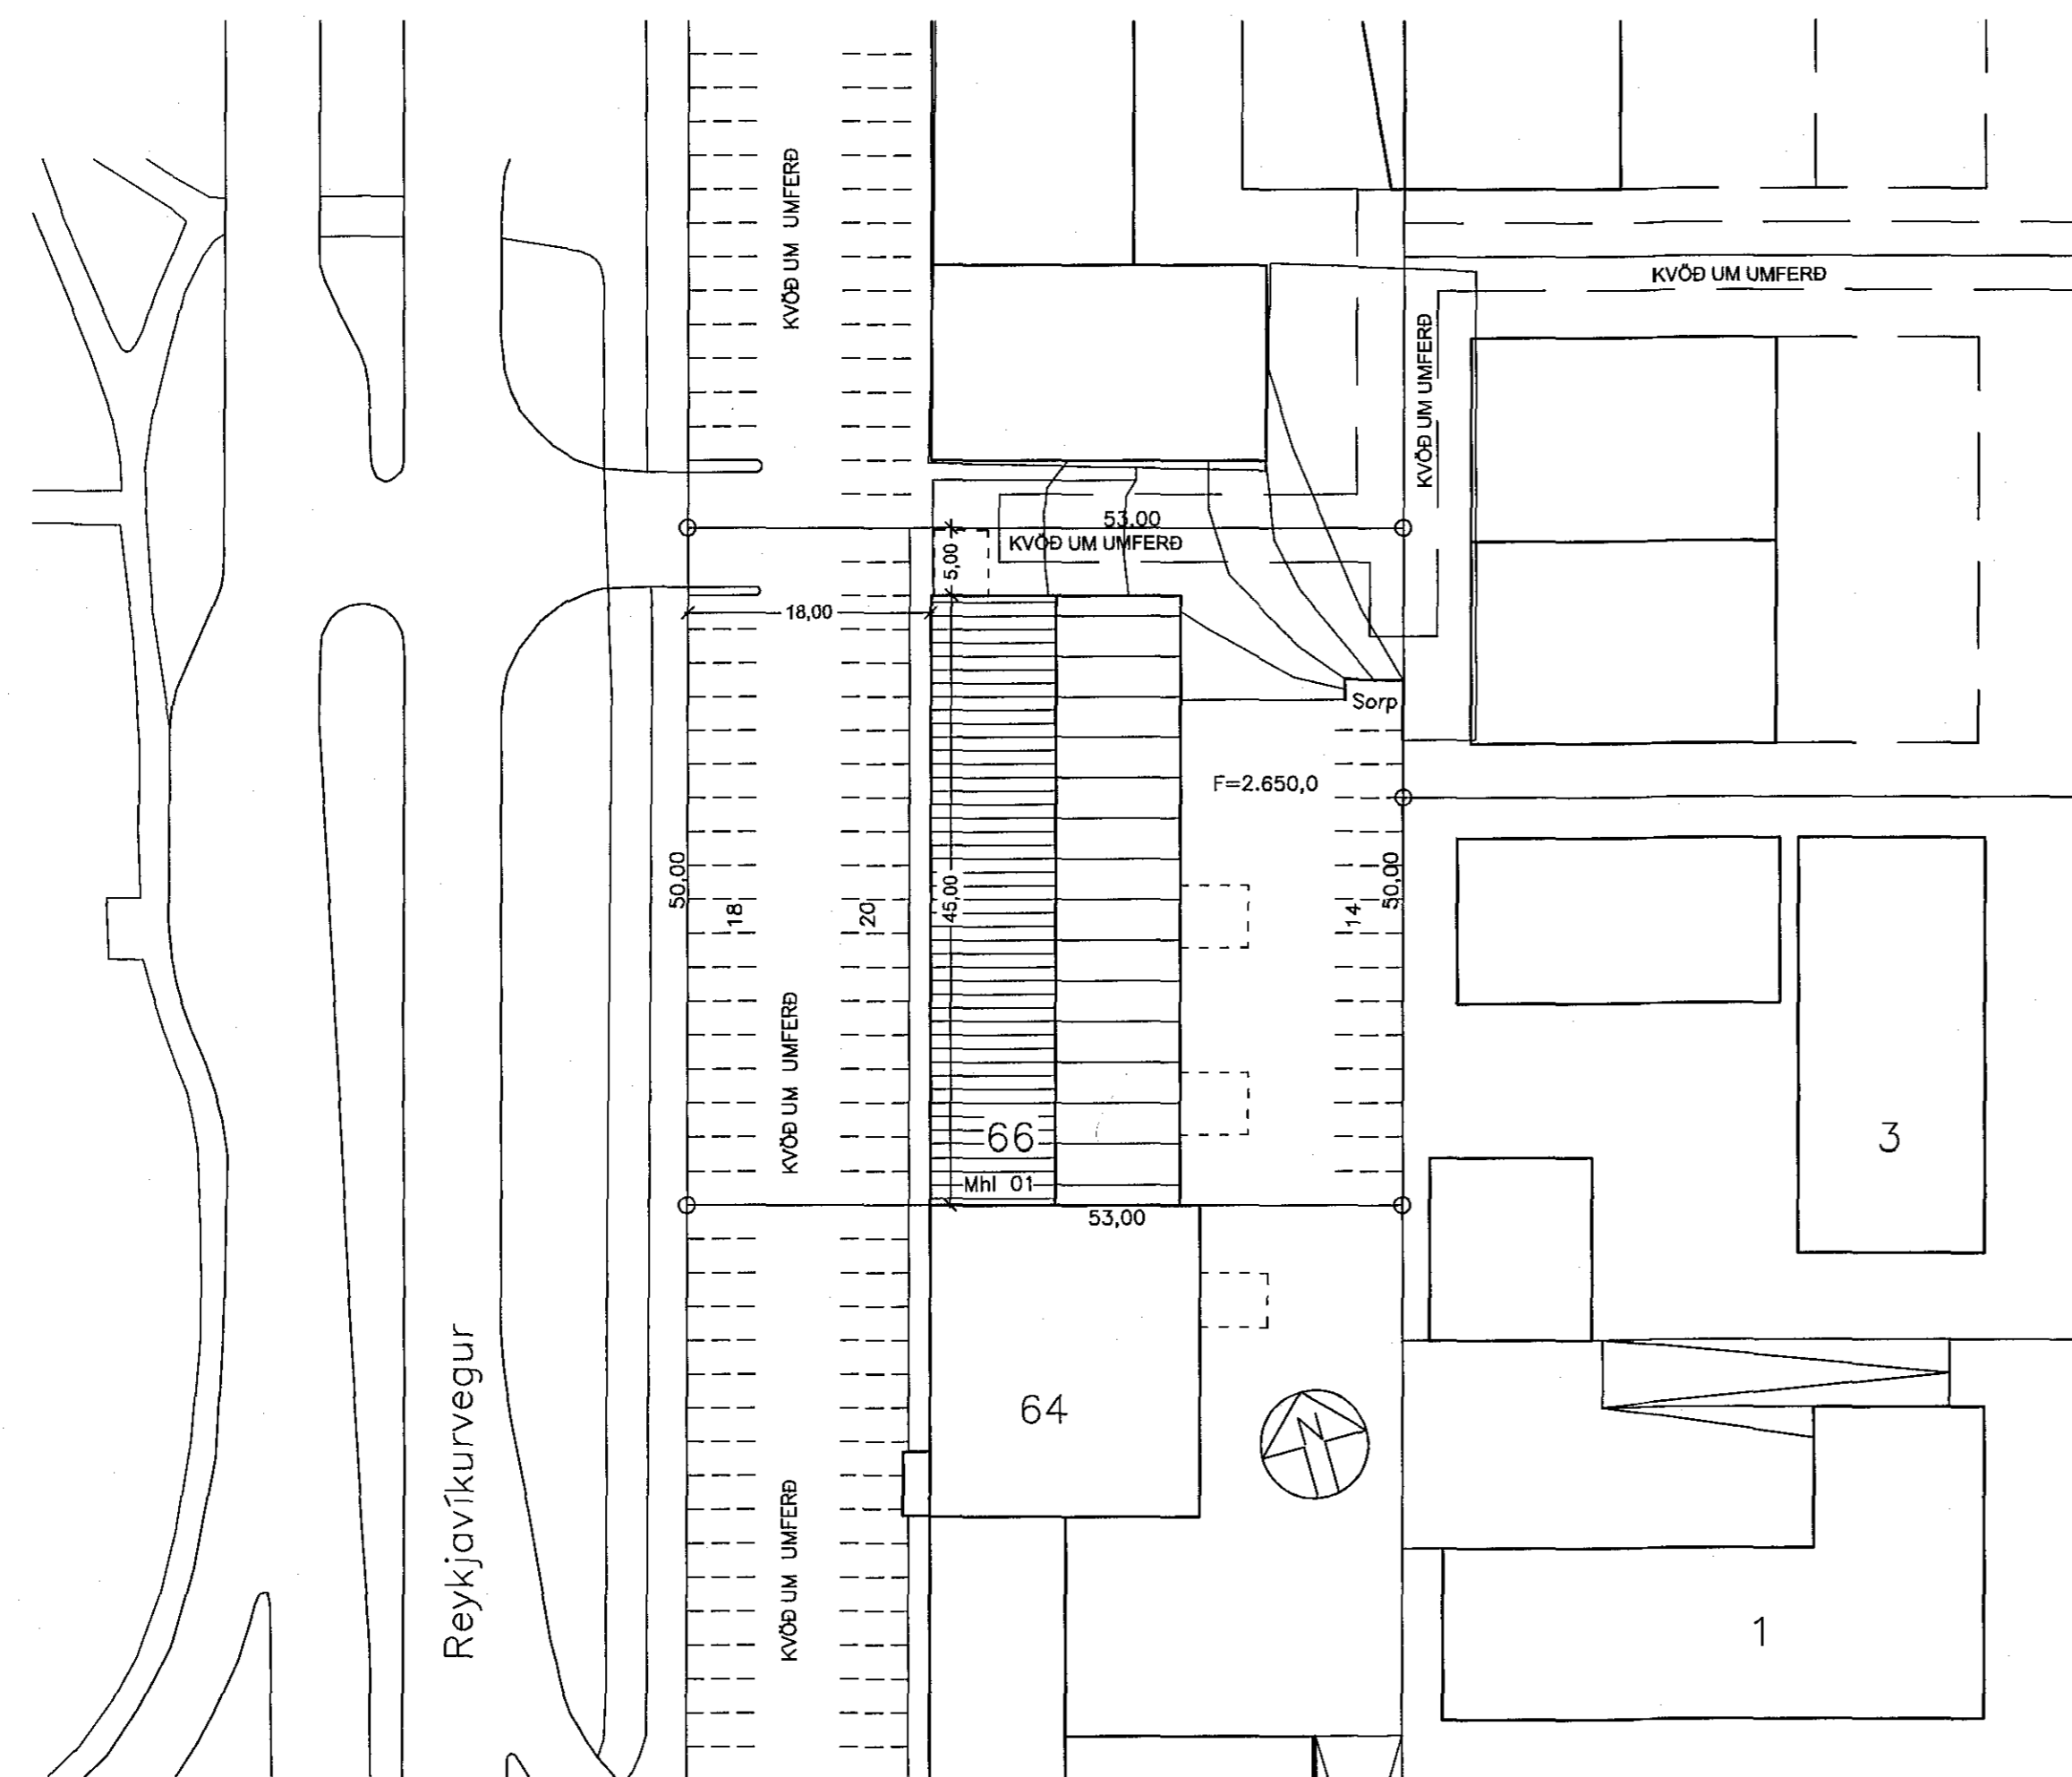 KVÖÐ UM UMFERÐ
KVÖÐ UM UMFERÐ
KVÖÐ UM UMFERÐ
53,00
KVÖÐ UM UMFERÐ
5,00
18,00
Sorp
F=2.650,0
50,00
18
20
45,00
14
50,00
KVÖÐ UM UMFERÐ
66
Mhl 01
3
53,00
Reykjavíkurvegur
64
N
KVÖÐ UM UMFERÐ
1